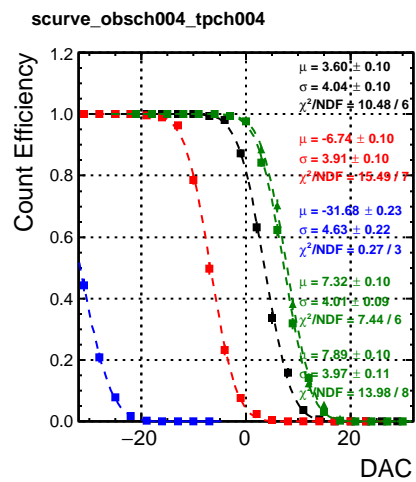 scurve_obsch004_tpch004
Count Efficiency
1.2
1.0
0.8
0.6
0.4
0.2
0.0
−20
0
20
DAC
μ = 3.60 ± 0.10
σ = 4.04 ± 0.10
χ²/NDF = 10.48 / 6
μ = -6.74 ± 0.10
σ = 3.91 ± 0.10
χ²/NDF = 15.49 / 7
μ = -31.68 ± 0.23
σ = 4.63 ± 0.22
χ²/NDF = 0.27 / 3
μ = 7.32 ± 0.10
σ = 4.01 ± 0.09
χ²/NDF = 7.44 / 6
μ = 7.89 ± 0.10
σ = 3.97 ± 0.11
χ²/NDF = 13.98 / 8